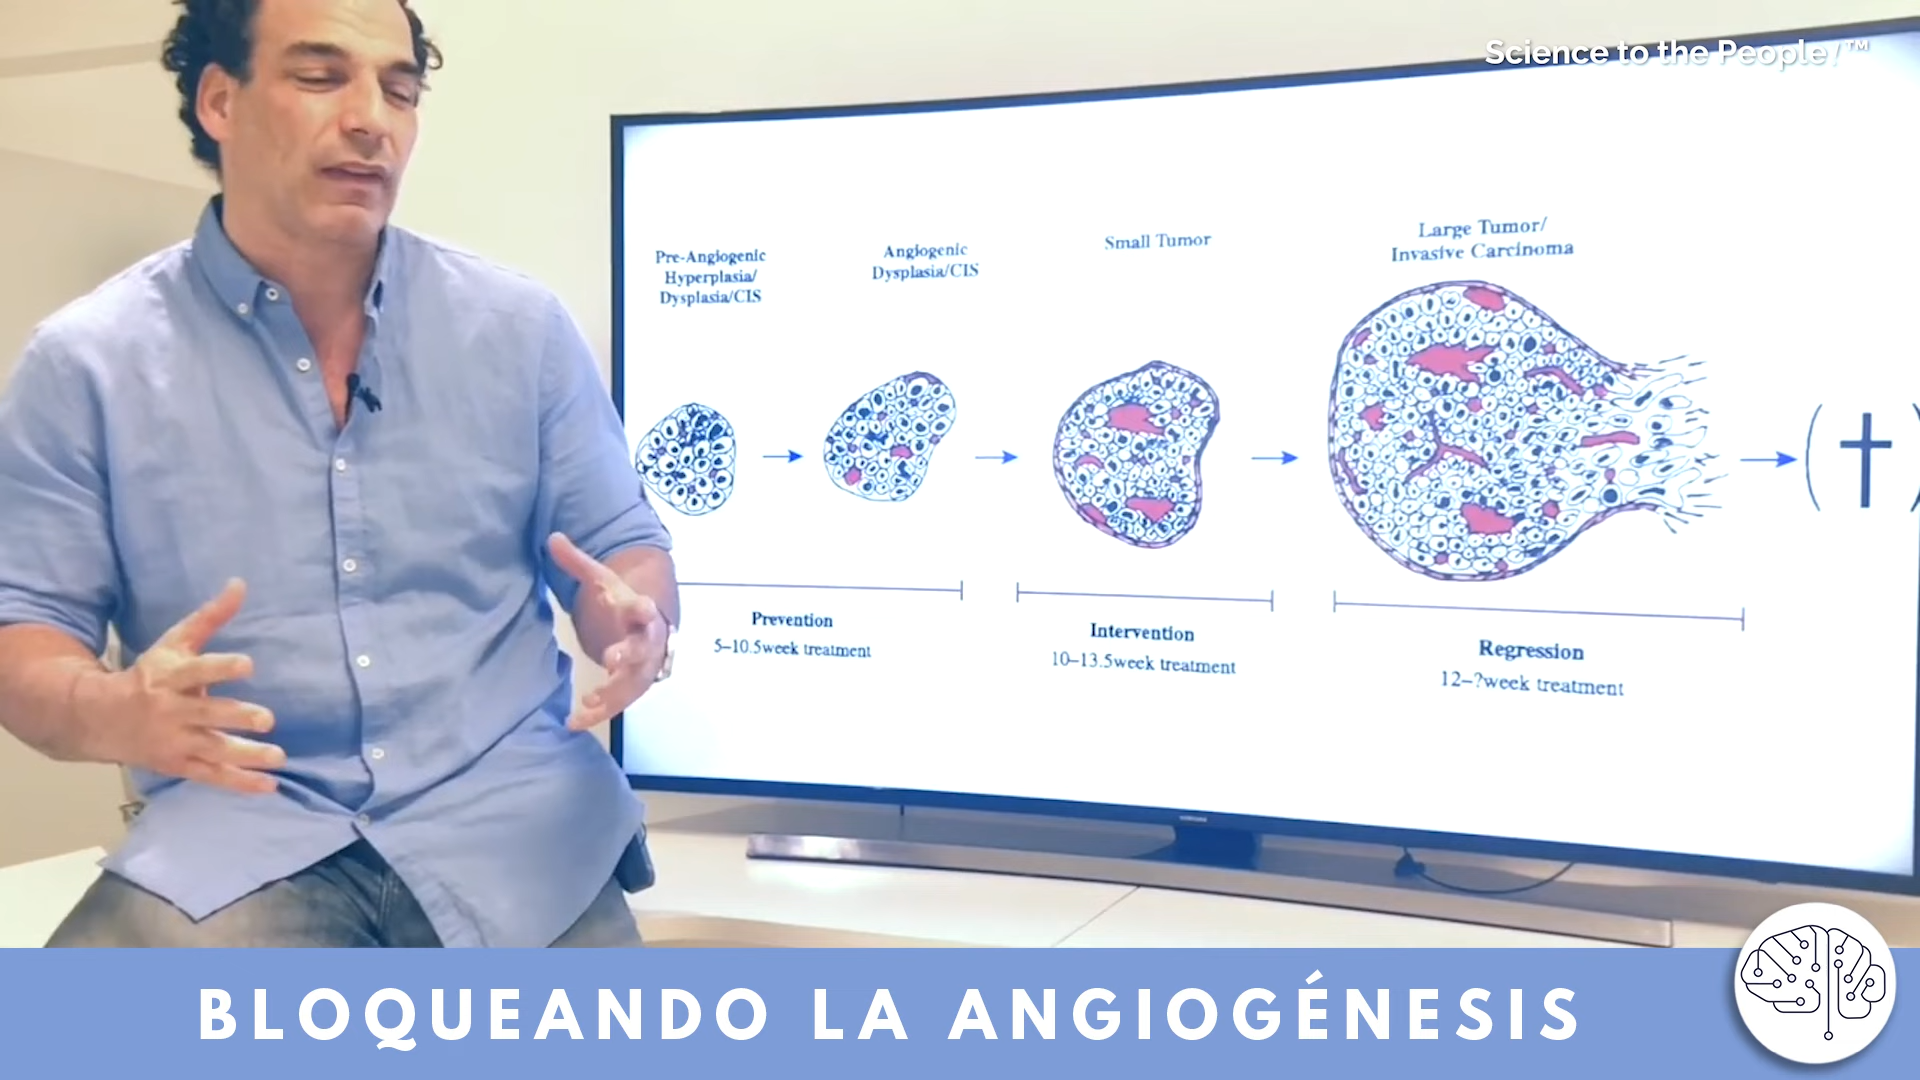 Science to the People!™
Pre-Angiogenic
Hyperplasia/
Dysplasia/CIS
Angiogenic
Dysplasia/CIS
Small Tumor
Large Tumor/
Invasive Carcinoma
(†)
Prevention
5–10.5week treatment
Intervention
10–13.5week treatment
Regression
12–?week treatment
SAMSUNG
BLOQUEANDO LA ANGIOGÉNESIS